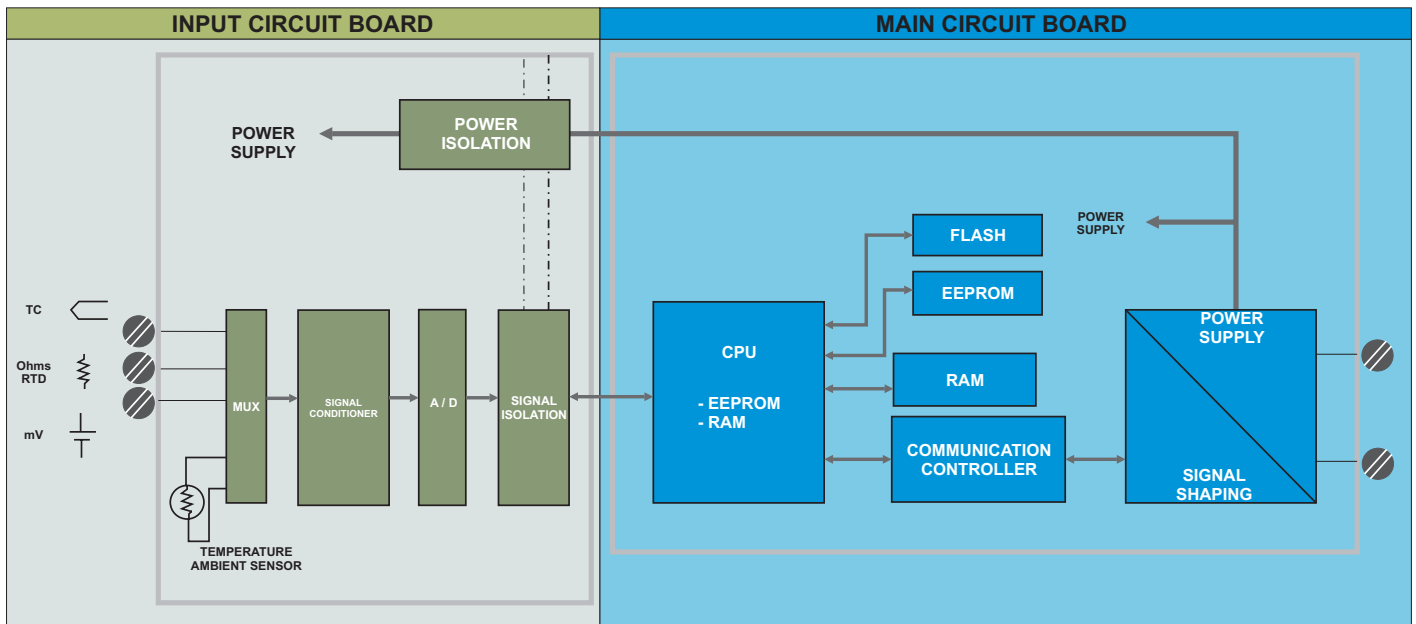 INPUT CIRCUIT BOARD
MAIN CIRCUIT BOARD
POWER
SUPPLY
POWER
ISOLATION
POWER
SUPPLY
FLASH
EEPROM
TC
Ohms
RTD
mV
MUX
SIGNAL
CONDITIONER
A / D
SIGNAL
ISOLATION
TEMPERATURE
AMBIENT SENSOR
CPU
- EEPROM
- RAM
RAM
COMMUNICATION
CONTROLLER
POWER
SUPPLY
SIGNAL
SHAPING